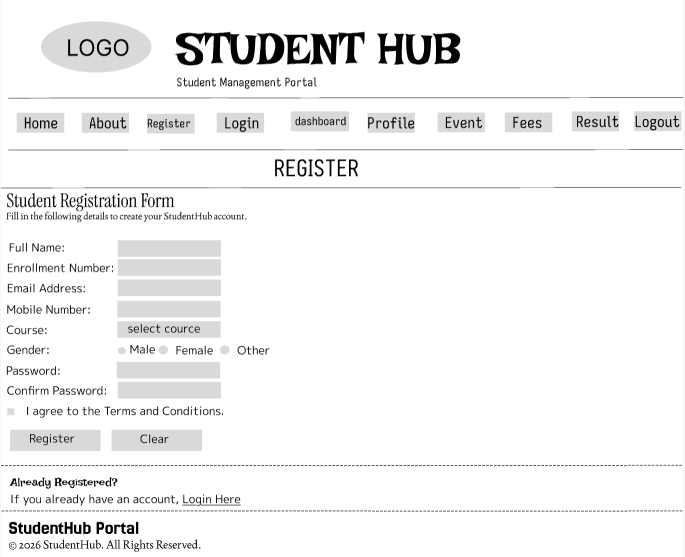 LOGO
STUDENT HUB
Student Management Portal
Home About Register Login dashboard Profile Event Fees Result Logout
REGISTER
Student Registration Form
Fill in the following details to create your StudentHub account.
Full Name:
Enrollment Number:
Email Address:
Mobile Number:
Course: select cource
Gender: Male Female Other
Password:
Confirm Password:
I agree to the Terms and Conditions.
Register Clear
Already Registered?
If you already have an account, Login Here
StudentHub Portal
© 2026 StudentHub. All Rights Reserved.